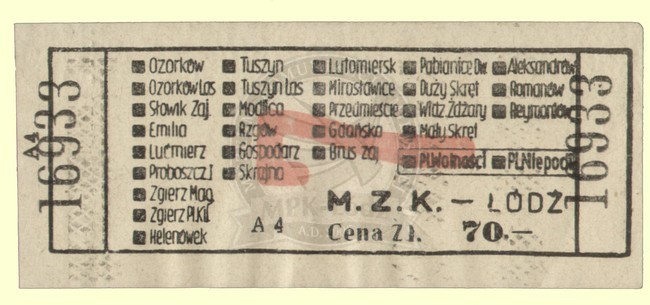 16933
A4
Ozorków
Ozorków Las
Słowik Zaj.
Emilia
Lućmierz
Proboszcz.
Zgierz Mag.
Zgierz Pl.Kil.
Helenówek
Tuszyn
Tuszyn Las
Modlica
Rzgów
Gospodarz
Skrajna
Lutomiersk
Mirosławice
Przedmieście
Gdańska
Brus zaj.
Pabianice Dw.
Duży Skręt
Widz. Żdżary
Mały Skręt
Aleksandrów
Romanów
Reymontów
Pl.Wolności Pl.Niepod
M.Z.K. – ŁÓDŹ
A 4 Cena Zł. 70.–
16933